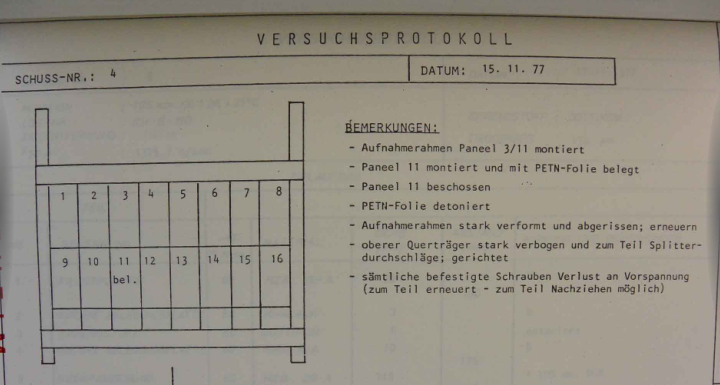 VERSUCHSPROTOKOLL
SCHUSS-NR.: 4
DATUM: 15. 11. 77
1 2 3 4 5 6 7 8
9 10 11 12 13 14 15 16
bel.
BEMERKUNGEN:
- Aufnahmerahmen Paneel 3/11 montiert
- Paneel 11 montiert und mit PETN-Folie belegt
- Paneel 11 beschossen
- PETN-Folie detoniert
- Aufnahmerahmen stark verformt und abgerissen; erneuern
- oberer Querträger stark verbogen und zum Teil Splitter-
durchschläge; gerichtet
- sämtliche befestigte Schrauben Verlust an Vorspannung
(zum Teil erneuert - zum Teil Nachziehen möglich)